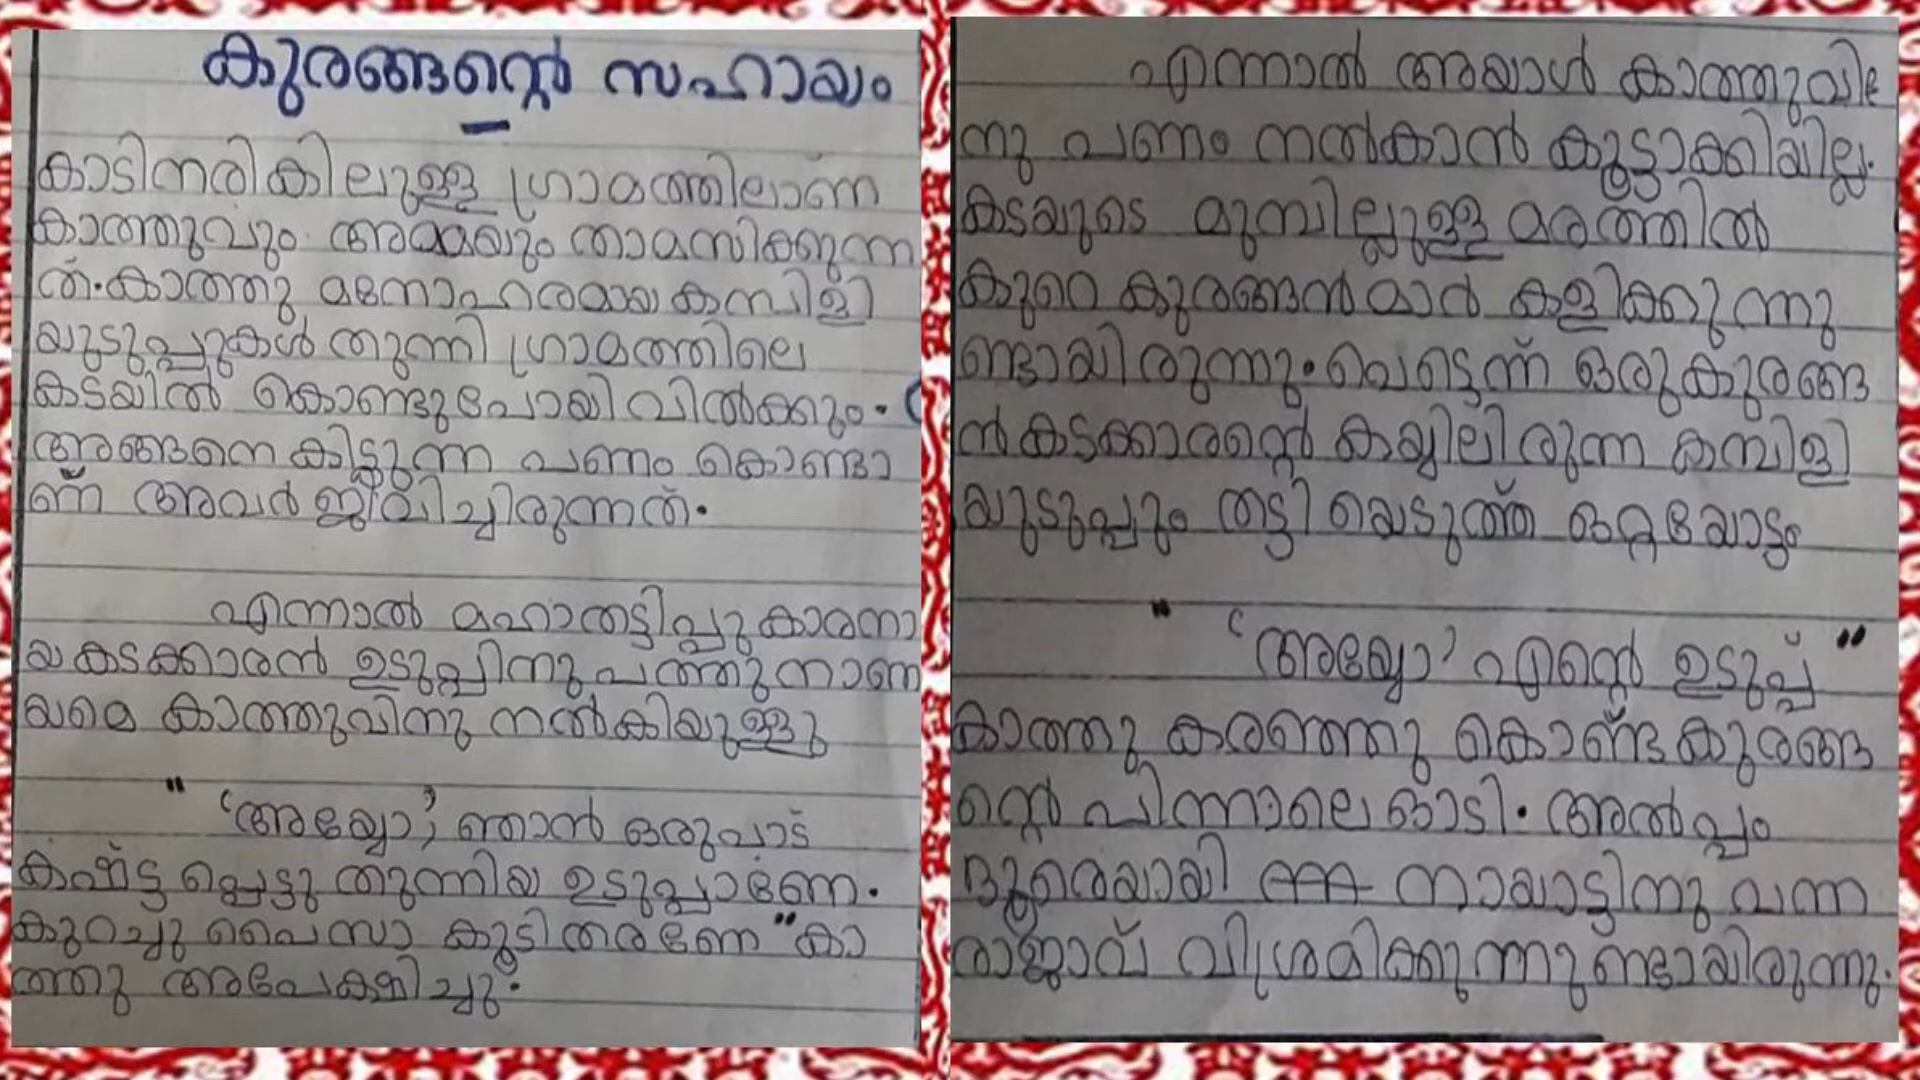 കുരങ്ങന്റെ സഹായം
കാടിനരികിലുള്ള ഗ്രാമത്തിലാണ്
കാത്തുവും അമ്മയും താമസിക്കുന്ന
ത്. കാത്തു മനോഹരമായ കമ്പിളി
യുടുപ്പുകൾ തുന്നി ഗ്രാമത്തിലെ
കടയിൽ കൊണ്ടുപോയി വിൽക്കും.
അങ്ങനെ കിട്ടുന്ന പണം കൊണ്ടാ
ണ് അവർ ജീവിച്ചിരുന്നത്.
എന്നാൽ മഹാതട്ടിപ്പുകാരനാ
യ കടക്കാരൻ ഉടുപ്പിനു പത്തു നാണ
യമെ കാത്തുവിനു നൽകിയുള്ളു
" 'അയ്യോ', ഞാൻ ഒരുപാട്
കഷ്ട്ട പ്പെട്ടു തുന്നിയ ഉടുപ്പാണേ.
കുറച്ചു പൈസാ കൂടി തരണേ" കാ
ത്തു അപേക്ഷിച്ചു.
എന്നാൽ അയാൾ കാത്തുവി
നു പണം നൽകാൻ കൂട്ടാക്കിയില്ല.
കടയുടെ മുമ്പില്ലുള്ള മരത്തിൽ
കുറെ കുരങ്ങൻമാർ കളിക്കുന്നു
ണ്ടായിരുന്നു. പെട്ടെന്ന് ഒരു കുരങ്ങ
ൻ കടക്കാരന്റെ കയ്യിലിരുന്ന കമ്പിളി
യുടുപ്പും തട്ടി യെടുത്ത് ഒറ്റയോട്ടം
" 'അയ്യോ' എന്റെ ഉടുപ്പ് "
കാത്തു കരഞ്ഞു കൊണ്ട് കുരങ്ങ
ന്റെ പിന്നാലെ ഓടി. അൽപ്പം
ദൂരെയായി നായാട്ടിനു വന്ന
രാജാവ് വിശ്രമിക്കുന്നുണ്ടായിരുന്നു.